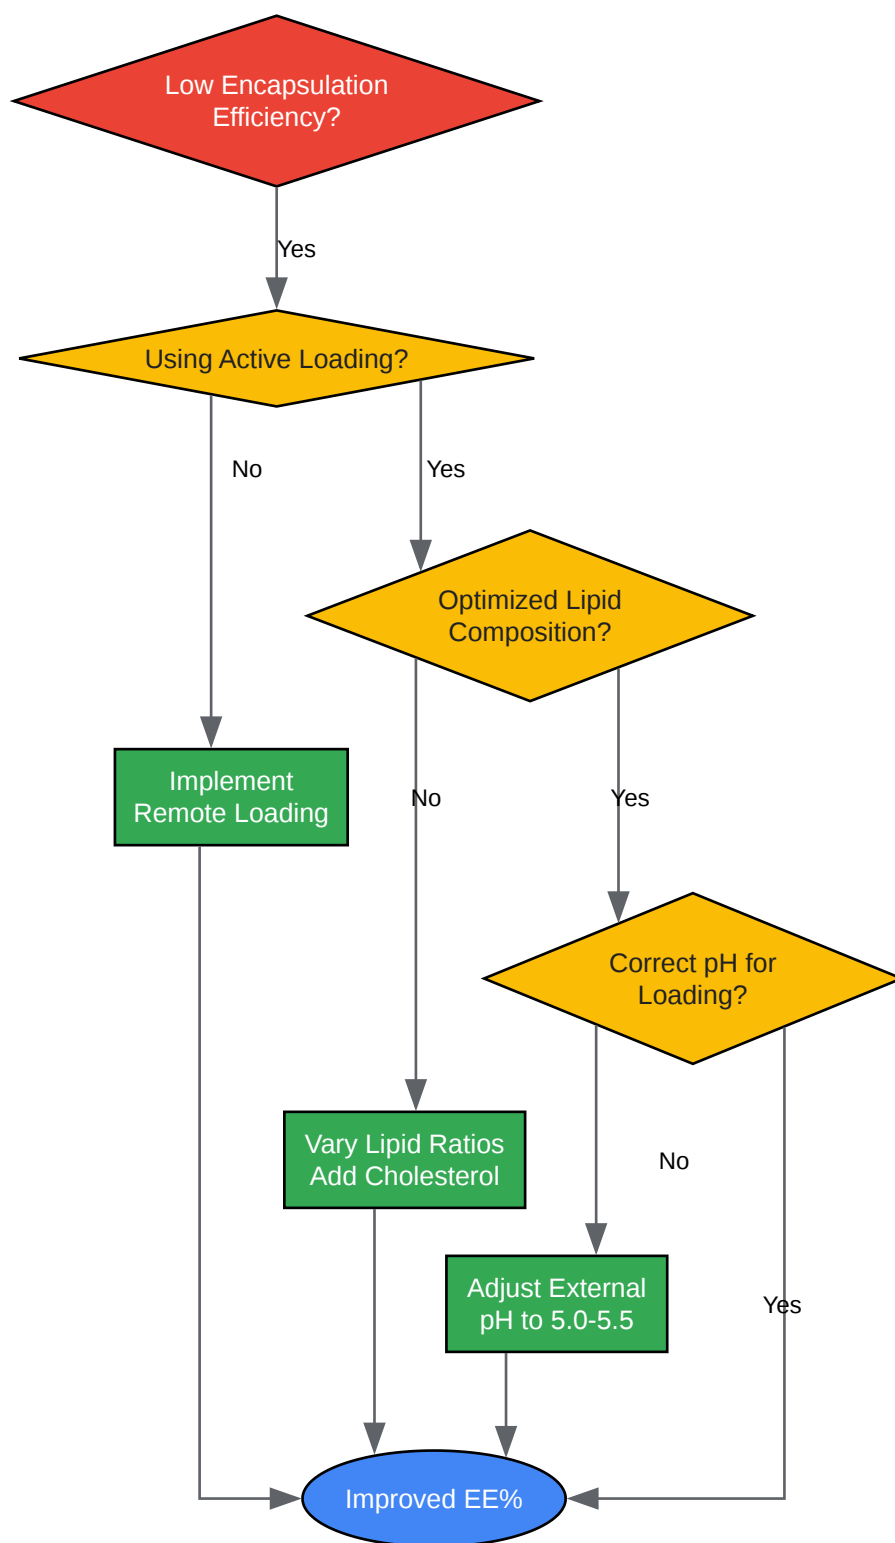 Low Encapsulation
Efficiency?
Yes
Using Active Loading?
No
Yes
Optimized Lipid
Composition?
Implement
Remote Loading
No
Yes
Correct pH for
Loading?
Vary Lipid Ratios
Add Cholesterol
No
Adjust External
pH to 5.0-5.5
Yes
Improved EE%